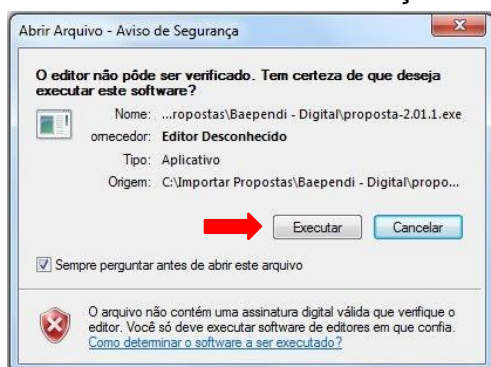 Abrir Arquivo - Aviso de Segurança
O editor não pôde ser verificado. Tem certeza de que deseja
executar este software?
Nome: ...ropostas\Baependi - Digital\proposta-2.01.1.exe
omecedor: Editor Desconhecido
Tipo: Aplicativo
Origem: C:\Importar Propostas\Baependi - Digital\propo...
Executar Cancelar
Sempre perguntar antes de abrir este arquivo
O arquivo não contém uma assinatura digital válida que verifique o
editor. Você só deve executar software de editores em que confia.
Como determinar o software a ser executado?